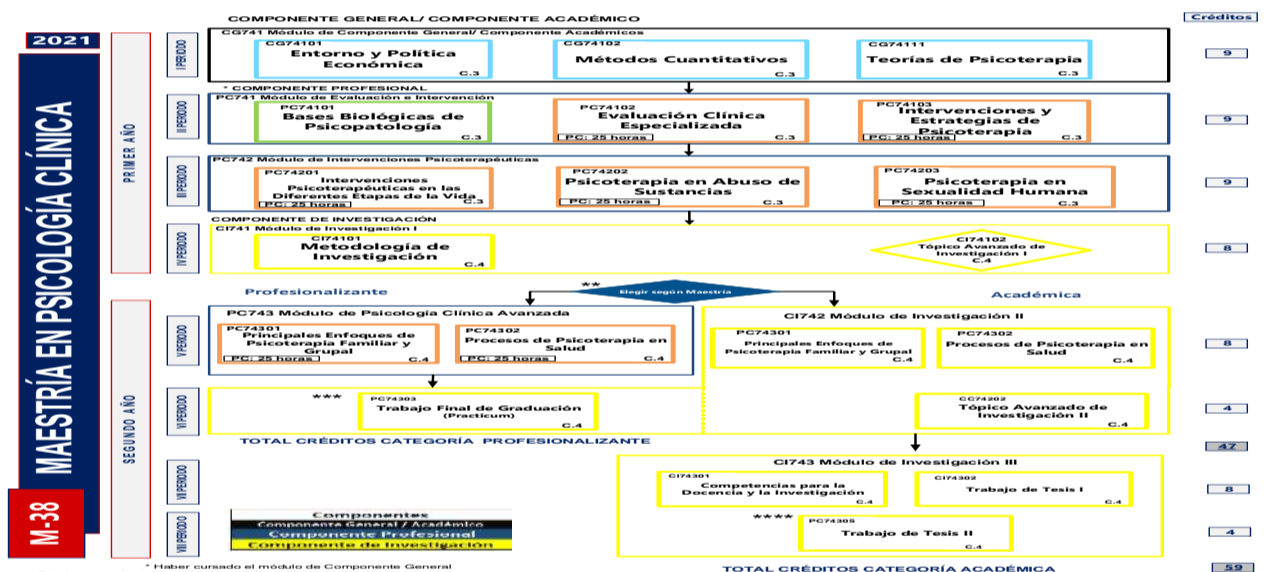 COMPONENTE GENERAL/ COMPONENTE ACADÉMICO
Créditos
2021
MAESTRÍA EN PSICOLOGÍA CLÍNICA
M-38
PRIMER AÑO
I PERIODO
CG741 Módulo de Componente General/ Componente Académicos
CG74101
Entorno y Política
Económica
C.3
CG74102
Métodos Cuantitativos
C.3
CG74111
Teorías de Psicoterapia
C.3
9
* COMPONENTE PROFESIONAL
II PERIODO
PC741 Módulo de Evaluación e Intervención
PC74101
Bases Biológicas de
Psicopatología
C.3
PC74102
Evaluación Clínica
Especializada
PC: 25 horas
C.3
PC74103
Intervenciones y
Estrategias de
Psicoterapia
PC: 25 horas
C.3
9
III PERIODO
PC742 Módulo de Intervenciones Psicoterapéuticas
PC74201
Intervenciones
Psicoterapéuticas en las
Diferentes Etapas de la Vida
PC: 25 horas
C.3
PC74202
Psicoterapia en Abuso de
Sustancias
PC: 25 horas
C.3
PC74203
Psicoterapia en
Sexualidad Humana
PC: 25 horas
C.3
9
COMPONENTE DE INVESTIGACIÓN
IV PERIODO
CI741 Módulo de Investigación I
CI74101
Metodología de
Investigación
C.4
CI74102
Tópico Avanzado de
Investigación I
C.4
8
Profesionalizante
**
Elegir según Maestría
Académica
SEGUNDO AÑO
V PERIODO
PC743 Módulo de Psicología Clínica Avanzada
PC74301
Principales Enfoques de
Psicoterapia Familiar y
Grupal
PC: 25 horas
C.4
PC74302
Procesos de Psicoterapia en
Salud
PC: 25 horas
C.4
CI742 Módulo de Investigación II
PC74301
Principales Enfoques de
Psicoterapia Familiar y Grupal
C.4
PC74302
Procesos de Psicoterapia en
Salud
C.4
8
VI PERIODO
***
PC74303
Trabajo Final de Graduación
(Practicum)
C.4
CC74202
Tópico Avanzado de
Investigación II
C.4
4
TOTAL CRÉDITOS CATEGORÍA PROFESIONALIZANTE
47
VII PERIODO
CI743 Módulo de Investigación III
CI74301
Competencias para la
Docencia y la Investigación
C.4
CI74302
Trabajo de Tesis I
C.4
8
VIII PERIODO
****
PC74305
Trabajo de Tesis II
C.4
4
Componentes
Componente General / Académico
Componente Profesional
Componente de Investigación
* Haber cursado el módulo de Componente General
TOTAL CRÉDITOS CATEGORÍA ACADÉMICA
59